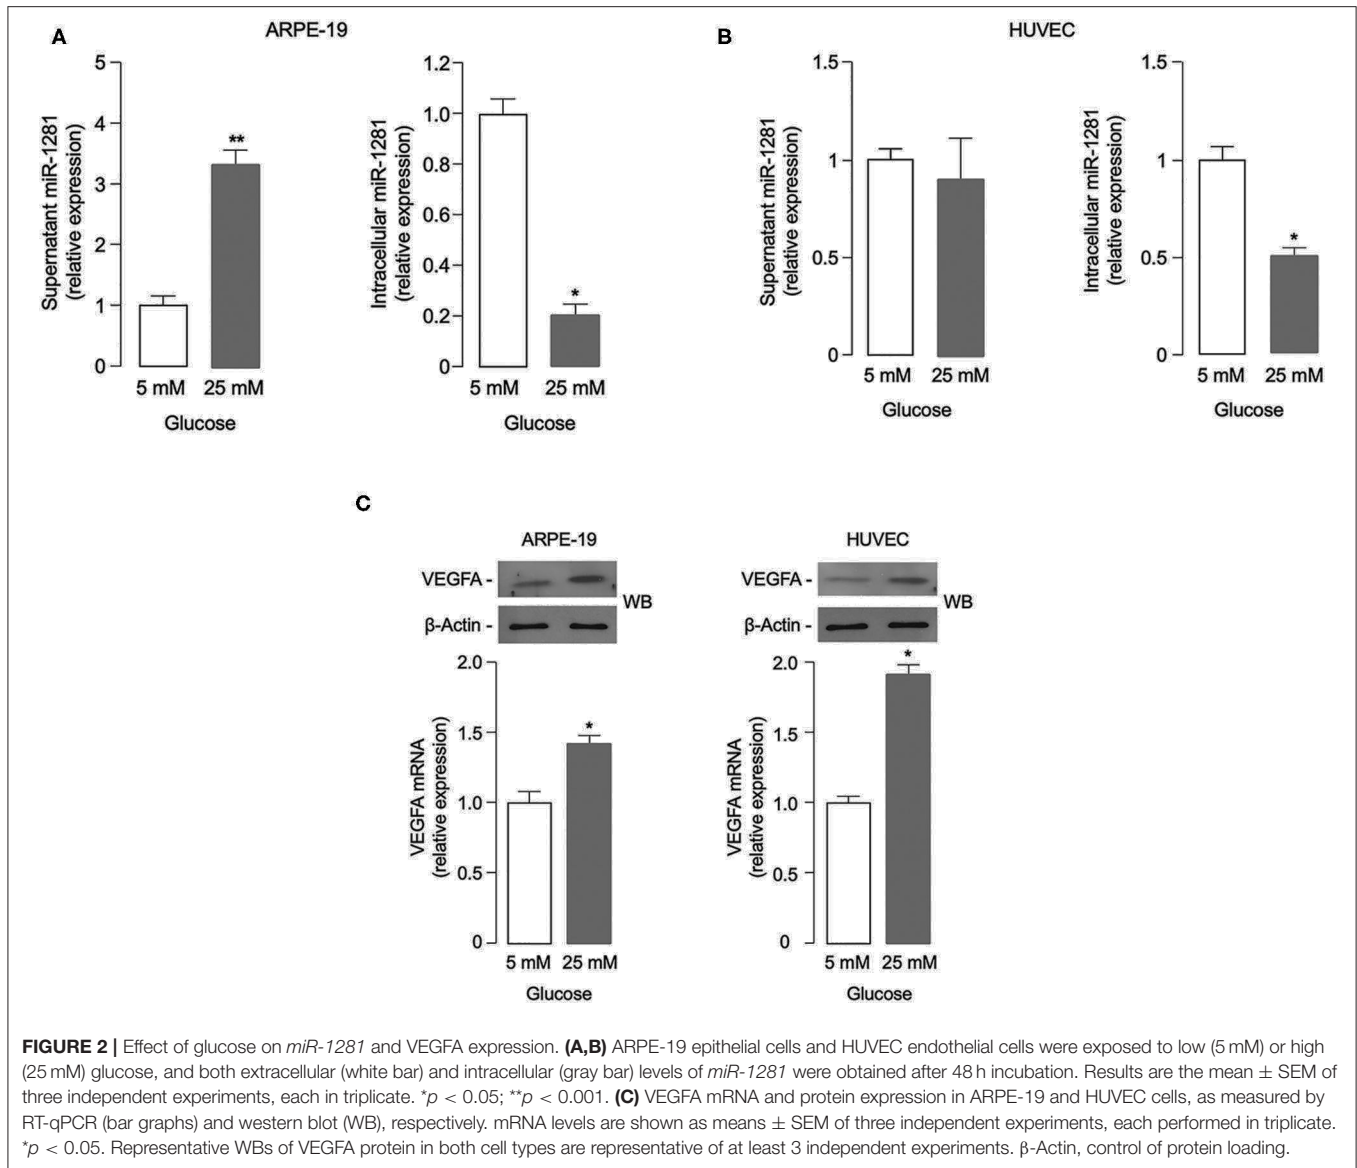 A
ARPE-19
B
HUVEC
Supernatant miR-1281
(relative expression)
5
4
3
2
1
0
**
5 mM
25 mM
Glucose
Intracellular miR-1281
(relative expression)
1.2
1.0
0.8
0.6
0.4
0.2
0
*
5 mM
25 mM
Glucose
Supernatant miR-1281
(relative expression)
1.5
1
0.5
0
5 mM
25 mM
Glucose
Intracellular miR-1281
(relative expression)
1.5
1
0.5
0
*
5 mM
25 mM
Glucose
C
ARPE-19
VEGFA -
WB
β-Actin -
VEGFA mRNA
(relative expression)
2.0
1.5
1.0
0.5
0
*
5 mM
25 mM
Glucose
HUVEC
VEGFA -
WB
β-Actin -
VEGFA mRNA
(relative expression)
2.0
1.5
1.0
0.5
0
*
5 mM
25 mM
Glucose
FIGURE 2 | Effect of glucose on miR-1281 and VEGFA expression. (A,B) ARPE-19 epithelial cells and HUVEC endothelial cells were exposed to low (5 mM) or high
(25 mM) glucose, and both extracellular (white bar) and intracellular (gray bar) levels of miR-1281 were obtained after 48 h incubation. Results are the mean ± SEM of
three independent experiments, each in triplicate. *p < 0.05; **p < 0.001. (C) VEGFA mRNA and protein expression in ARPE-19 and HUVEC cells, as measured by
RT-qPCR (bar graphs) and western blot (WB), respectively. mRNA levels are shown as means ± SEM of three independent experiments, each performed in triplicate.
*p < 0.05. Representative WBs of VEGFA protein in both cell types are representative of at least 3 independent experiments. β-Actin, control of protein loading.